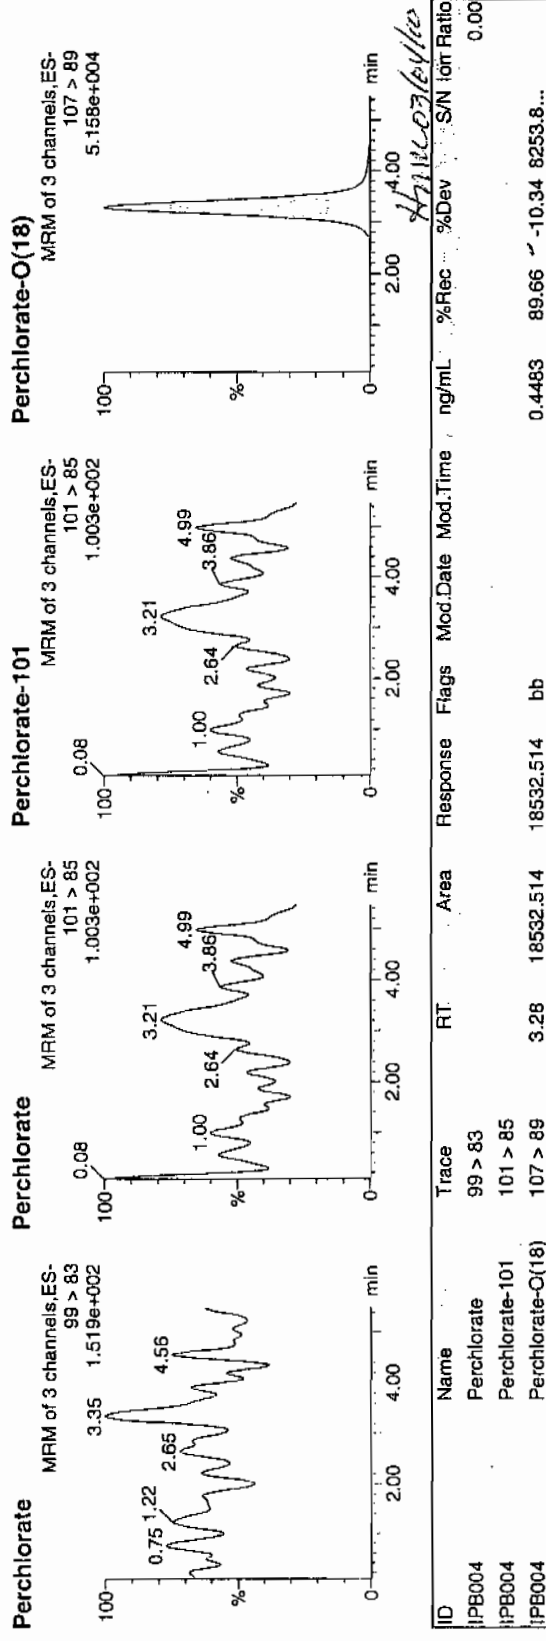 Perchlorate
MRM of 3 channels,ES-
99 > 83
1.519e+002
100
%
0
0.75
1.22
2.65
3.35
4.56
2.00
4.00
min
Perchlorate
MRM of 3 channels,ES-
101 > 85
1.003e+002
100
%
0
0.08
1.00
2.64
3.21
3.86
4.99
2.00
4.00
min
Perchlorate-101
MRM of 3 channels,ES-
101 > 85
1.003e+002
100
%
0
0.08
1.00
2.64
3.21
3.86
4.99
2.00
4.00
min
Perchlorate-O(18)
MRM of 3 channels,ES-
107 > 89
5.158e+004
100
%
0
2.00
4.00
min
03/04/10
ID Name Trace RT Area Response Flags Mod.Date Mod.Time ng/mL %Rec %Dev S/N Ion Ratio
IPB004 Perchlorate 99 > 83 0.00
IPB004 Perchlorate-101 101 > 85
IPB004 Perchlorate-O(18) 107 > 89 3.28 18532.514 18532.514 bb 0.4483 89.66 -10.34 8253.8...